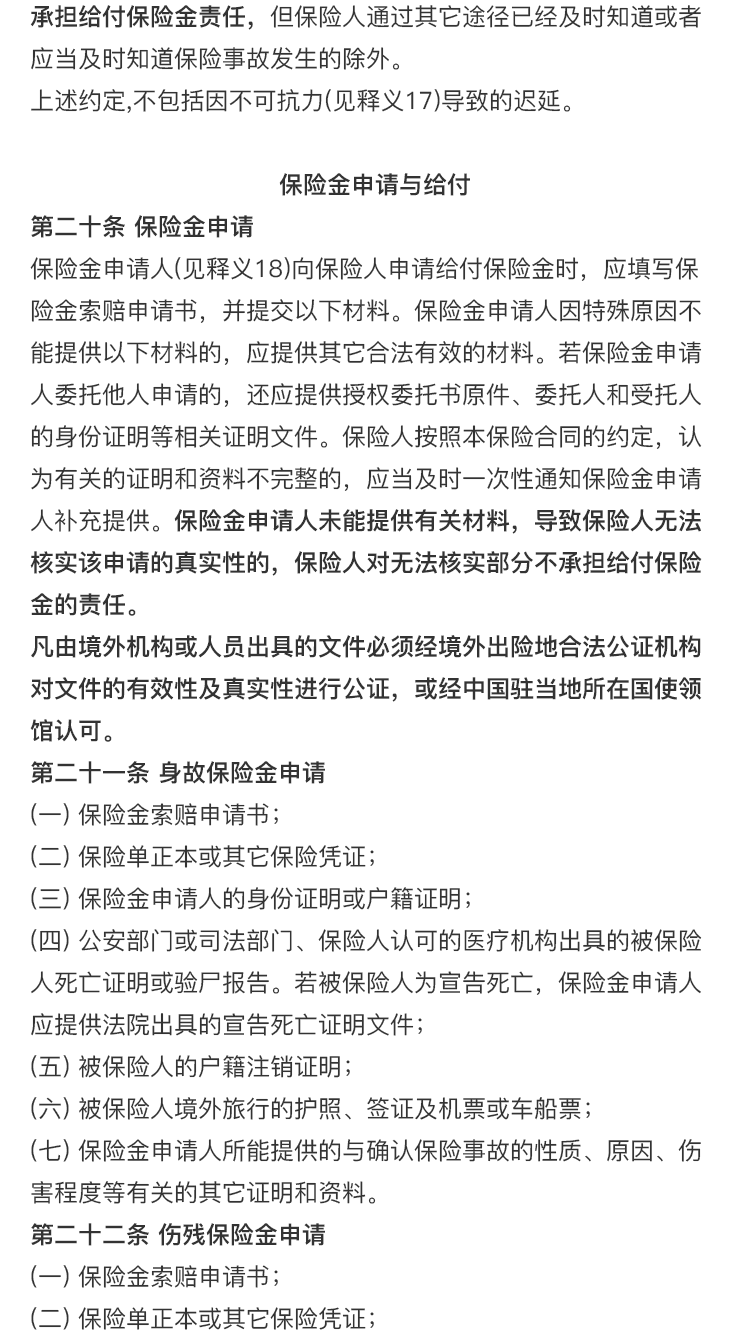 承担给付保险金责任，但保险人通过其它途径已经及时知道或者
应当及时知道保险事故发生的除外。
上述约定,不包括因不可抗力(见释义17)导致的迟延。
保险金申请与给付
第二十条 保险金申请
保险金申请人(见释义18)向保险人申请给付保险金时，应填写保
险金索赔申请书，并提交以下材料。保险金申请人因特殊原因不
能提供以下材料的，应提供其它合法有效的材料。若保险金申请
人委托他人申请的，还应提供授权委托书原件、委托人和受托人
的身份证明等相关证明文件。保险人按照本保险合同的约定，认
为有关的证明和资料不完整的，应当及时一次性通知保险金申请
人补充提供。保险金申请人未能提供有关材料，导致保险人无法
核实该申请的真实性的，保险人对无法核实部分不承担给付保险
金的责任。
凡由境外机构或人员出具的文件必须经境外出险地合法公证机构
对文件的有效性及真实性进行公证，或经中国驻当地所在国使领
馆认可。
第二十一条 身故保险金申请
(一) 保险金索赔申请书；
(二) 保险单正本或其它保险凭证；
(三) 保险金申请人的身份证明或户籍证明；
(四) 公安部门或司法部门、保险人认可的医疗机构出具的被保险
人死亡证明或验尸报告。若被保险人为宣告死亡，保险金申请人
应提供法院出具的宣告死亡证明文件；
(五) 被保险人的户籍注销证明；
(六) 被保险人境外旅行的护照、签证及机票或车船票；
(七) 保险金申请人所能提供的与确认保险事故的性质、原因、伤
害程度等有关的其它证明和资料。
第二十二条 伤残保险金申请
(一) 保险金索赔申请书；
(二) 保险单正本或其它保险凭证；